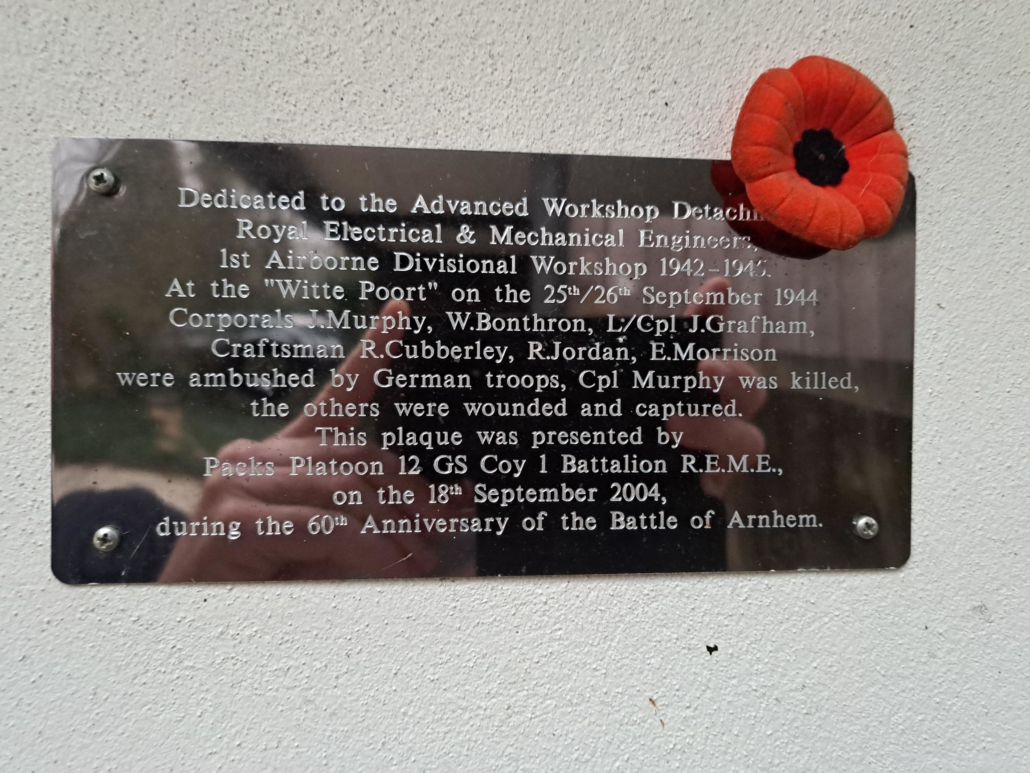 Dedicated to the Advanced Workshop Detach
Royal Electrical & Mechanical Engineers,
1st Airborne Divisional Workshop 1942-1945.
At the "Witte Poort" on the 25th/26th September 1944
Corporals J.Murphy, W.Bonthron, L/Cpl J.Grafham,
Craftsman R.Cubberley, R.Jordan, E.Morrison
were ambushed by German troops, Cpl Murphy was killed,
the others were wounded and captured.
This plaque was presented by
Packs Platoon 12 GS Coy 1 Battalion R.E.M.E.,
on the 18th September 2004,
during the 60th Anniversary of the Battle of Arnhem.